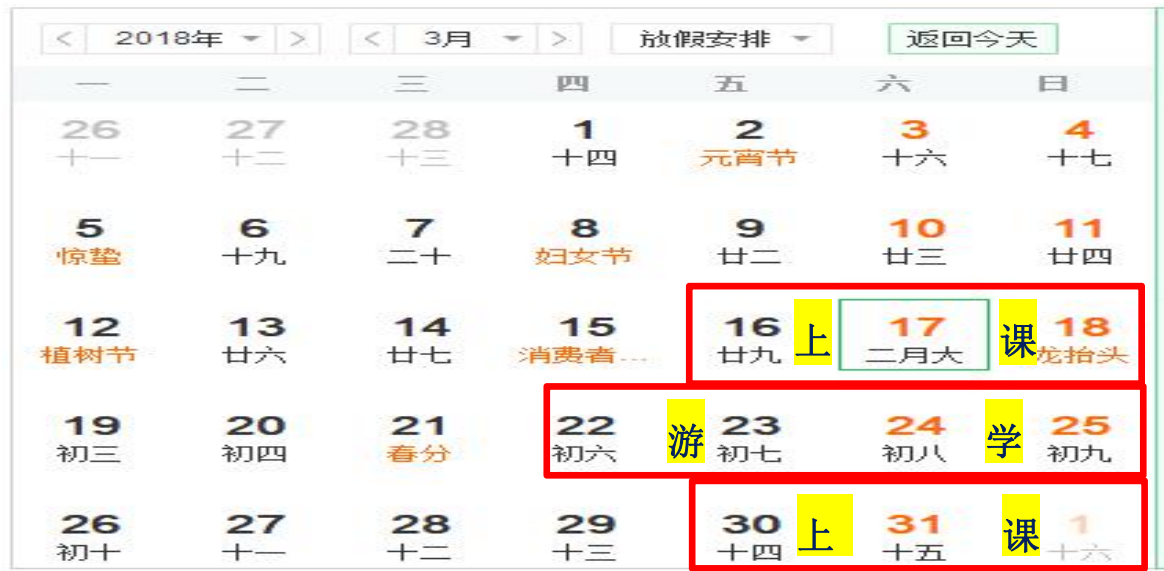 < 2018年 > < 3月 > 放假安排 返回今天
一 二 三 四 五 六 日
26 27 28 1 2 3 4
十一 十二 十三 十四 元宵节 十六 十七
5 6 7 8 9 10 11
惊蛰 十九 二十 妇女节 廿二 廿三 廿四
12 13 14 15 16 上 17 课 18
植树节 廿六 廿七 消费者... 廿九 二月大 龙抬头
19 20 21 22 游 23 24 学 25
初三 初四 春分 初六 初七 初八 初九
26 27 28 29 30 上 31 课 1
初十 十一 十二 十三 十四 十五 十六